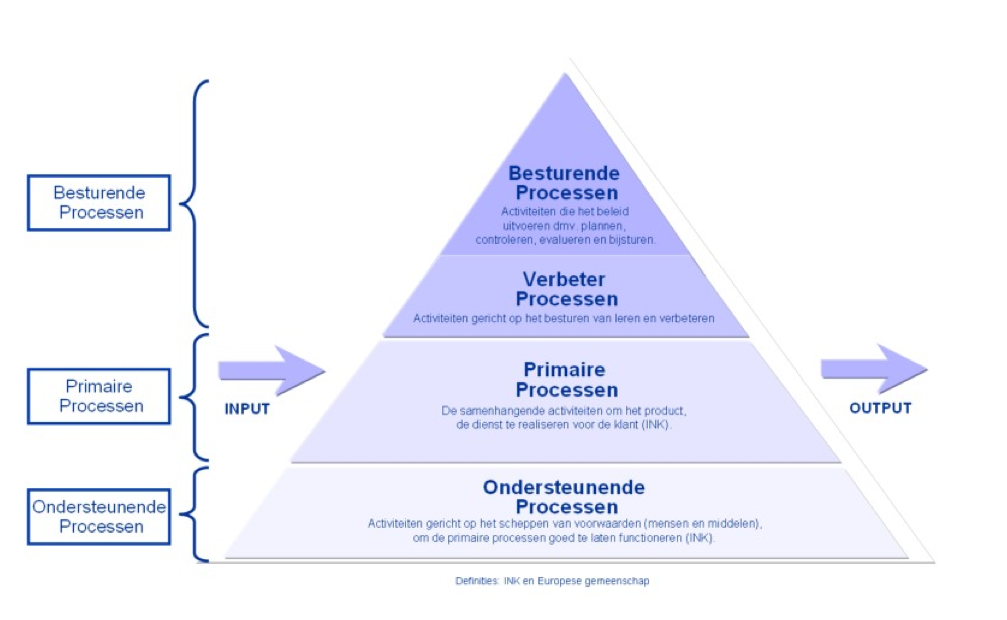 Besturende
Processen
Primaire
Processen
Ondersteunende
Processen
INPUT
Besturende
Processen
Activiteiten die het beleid
uitvoeren dmv. plannen,
controleren, evalueren en bijsturen.
Verbeter
Processen
Activiteiten gericht op het besturen van leren en verbeteren
Primaire
Processen
De samenhangende activiteiten om het product,
de dienst te realiseren voor de klant (INK).
Ondersteunende
Processen
Activiteiten gericht op het scheppen van voorwaarden (mensen en middelen),
om de primaire processen goed te laten functioneren (INK).
OUTPUT
Definities: INK en Europese gemeenschap